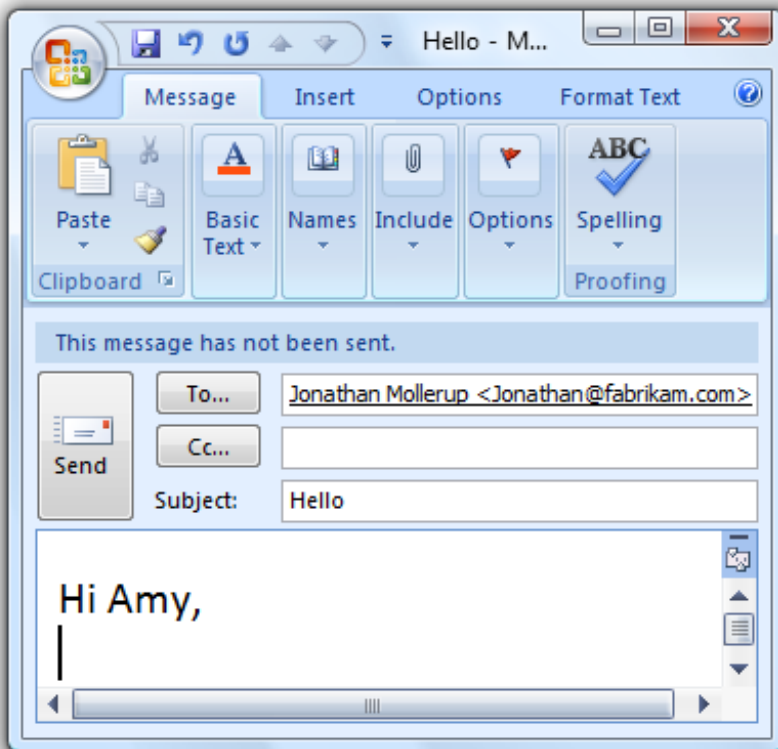 Hello - M...
Message Insert Options Format Text
ABC
Paste Basic Text Names Include Options Spelling
Clipboard Proofing
This message has not been sent.
To... Jonathan Mollerup <Jonathan@fabrikam.com>
Send Cc...
Subject: Hello
Hi Amy,